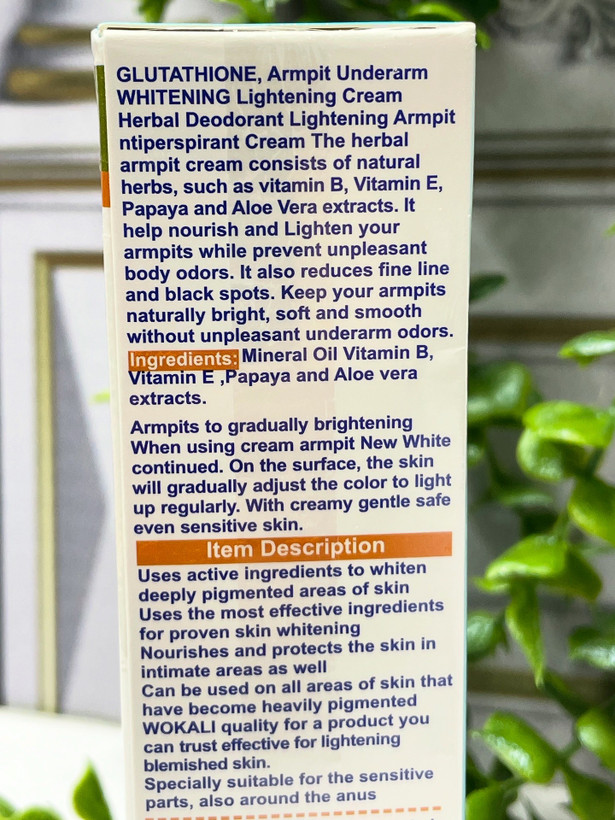 GLUTATHIONE, Armpit Underarm
WHITENING Lightening Cream
Herbal Deodorant Lightening Armpit
ntiperspirant Cream The herbal
armpit cream consists of natural
herbs, such as vitamin B, Vitamin E,
Papaya and Aloe Vera extracts. It
help nourish and Lighten your
armpits while prevent unpleasant
body odors. It also reduces fine line
and black spots. Keep your armpits
naturally bright, soft and smooth
without unpleasant underarm odors.
Ingredients: Mineral Oil Vitamin B,
Vitamin E ,Papaya and Aloe vera
extracts.
Armpits to gradually brightening
When using cream armpit New White
continued. On the surface, the skin
will gradually adjust the color to light
up regularly. With creamy gentle safe
even sensitive skin.
Item Description
Uses active ingredients to whiten
deeply pigmented areas of skin
Uses the most effective ingredients
for proven skin whitening
Nourishes and protects the skin in
intimate areas as well
Can be used on all areas of skin that
have become heavily pigmented
WOKALI quality for a product you
can trust effective for lightening
blemished skin.
Specially suitable for the sensitive
parts, also around the anus